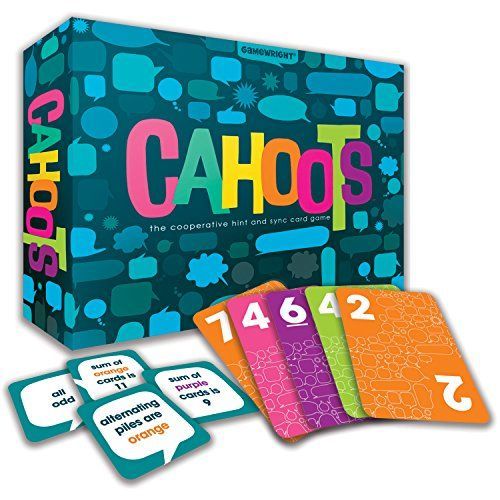 GAMEWRIGHT®
CAHOOTS
the cooperative hint and sync card game
CAHOOTS
7
4
6
4
2
2
all
odd
sum of
orange
cards is
11
sum of
purple
cards is
9
alternating
piles are
orange